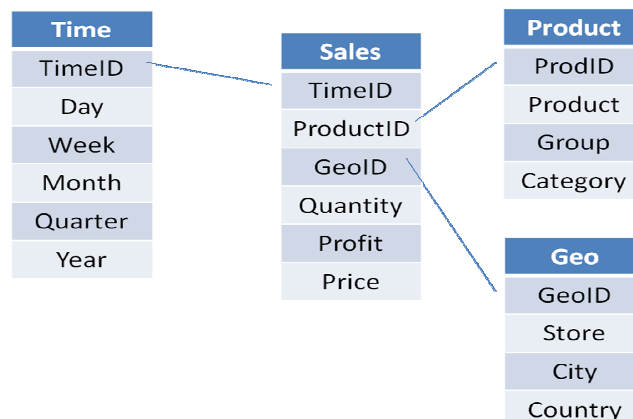 Time
TimeID
Day
Week
Month
Quarter
Year
Sales
TimeID
ProductID
GeoID
Quantity
Profit
Price
Product
ProdID
Product
Group
Category
Geo
GeoID
Store
City
Country